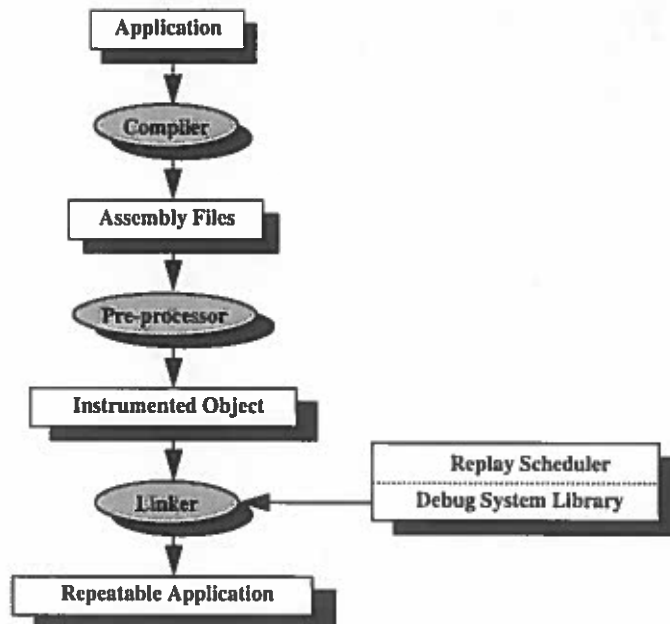 Application
Compiler
Assembly Files
Pre-processor
Instrumented Object
Replay Scheduler
Debug System Library
Linker
Repeatable Application